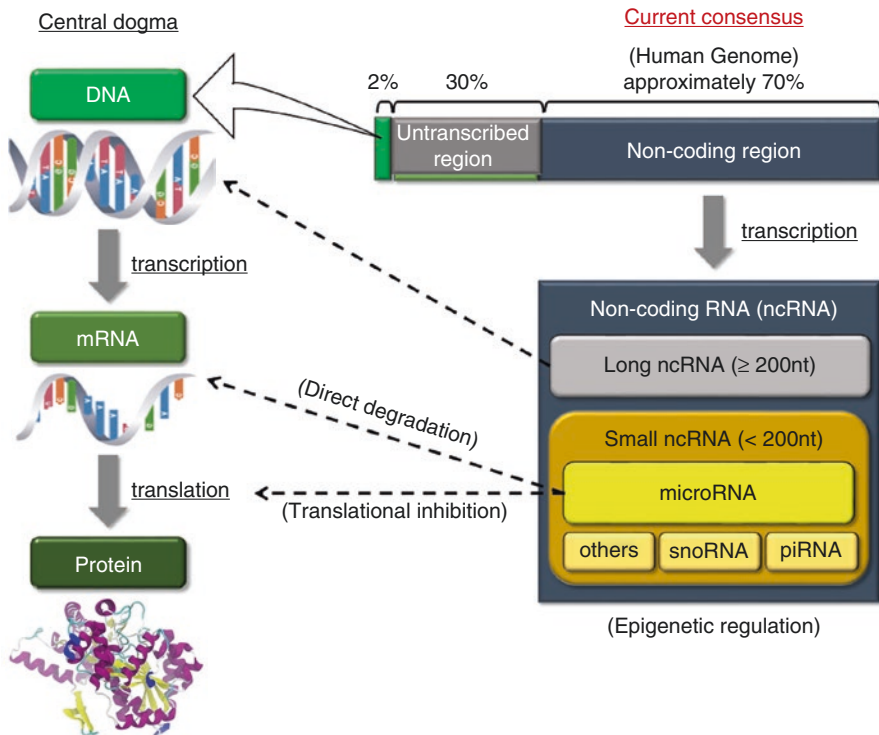 Central dogma
DNA
transcription
mRNA
translation
Protein
Current consensus
(Human Genome)
approximately 70%
2%
30%
Untranscribed
region
Non-coding region
transcription
Non-coding RNA (ncRNA)
Long ncRNA (≥ 200nt)
Small ncRNA (< 200nt)
microRNA
others
snoRNA
piRNA
(Epigenetic regulation)
(Direct degradation)
(Translational inhibition)